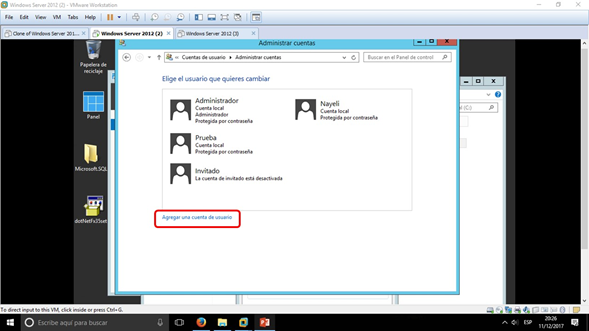 Windows Server 2012 (2) - VMware Workstation
File Edit View VM Tabs Help
Clone of Windows Server 201...
Windows Server 2012 (2)
Windows Server 2012 (3)
Administrar cuentas
Papelera de
reciclaje
Cuentas de usuario
Administrar cuentas
Buscar en el Panel de control
Elige el usuario que quieres cambiar
Panel
Administrador
Cuenta local
Administrador
Protegida por contraseña
Nayeli
Cuenta local
Protegida por contraseña
Prueba
Cuenta local
Protegida por contraseña
Invitado
La cuenta de invitado está desactivada
Microsoft.SQL
Agregar una cuenta de usuario
dotNetFx35set
To direct input to this VM, click inside or press Ctrl+G.
Escribe aquí para buscar
ESP
20:26
11/12/2017